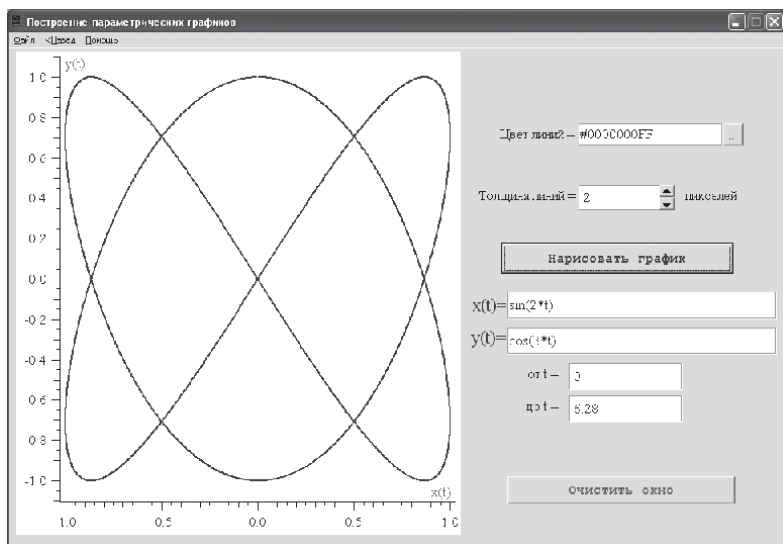 Построение параметрических графиков
Файл <Назад Помощь
y(t)
1.0
0.8
0.6
0.4
0.2
0.0
-0.2
-0.4
-0.6
0.8
-1.0
x(t)
1.0 0.5 0.0 0.5 1.0
Цвет линий = #0000000FF ..
Толщина линий = 2 пикселей
Нарисовать график
x(t)= sin(2*t)
y(t)= cos(3*t)
от t = 0
до t = 6.28
Очистить окно